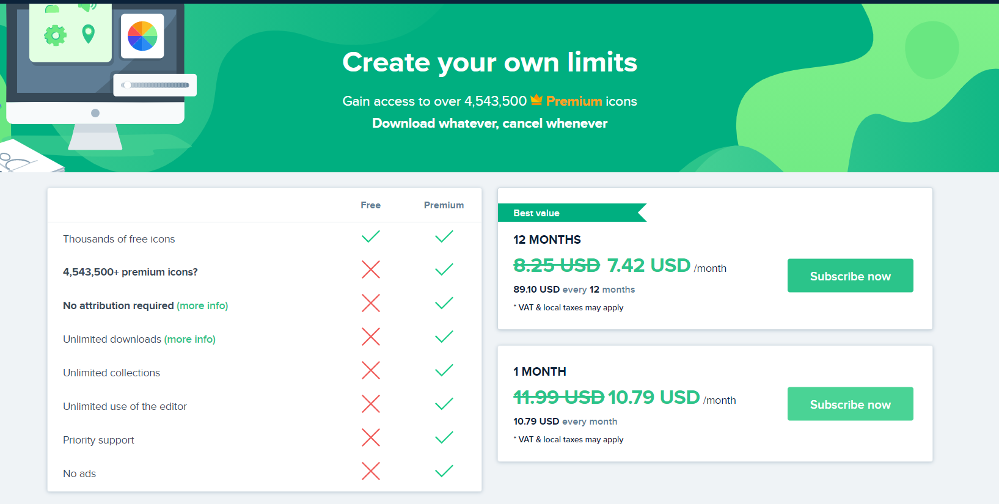 Create your own limits
Gain access to over 4,543,500 Premium icons
Download whatever, cancel whenever
Free Premium
Thousands of free icons
4,543,500+ premium icons?
No attribution required (more info)
Unlimited downloads (more info)
Unlimited collections
Unlimited use of the editor
Priority support
No ads
Best value
12 MONTHS
8.25 USD 7.42 USD /month
89.10 USD every 12 months
* VAT & local taxes may apply
Subscribe now
1 MONTH
11.99 USD 10.79 USD /month
10.79 USD every month
* VAT & local taxes may apply
Subscribe now